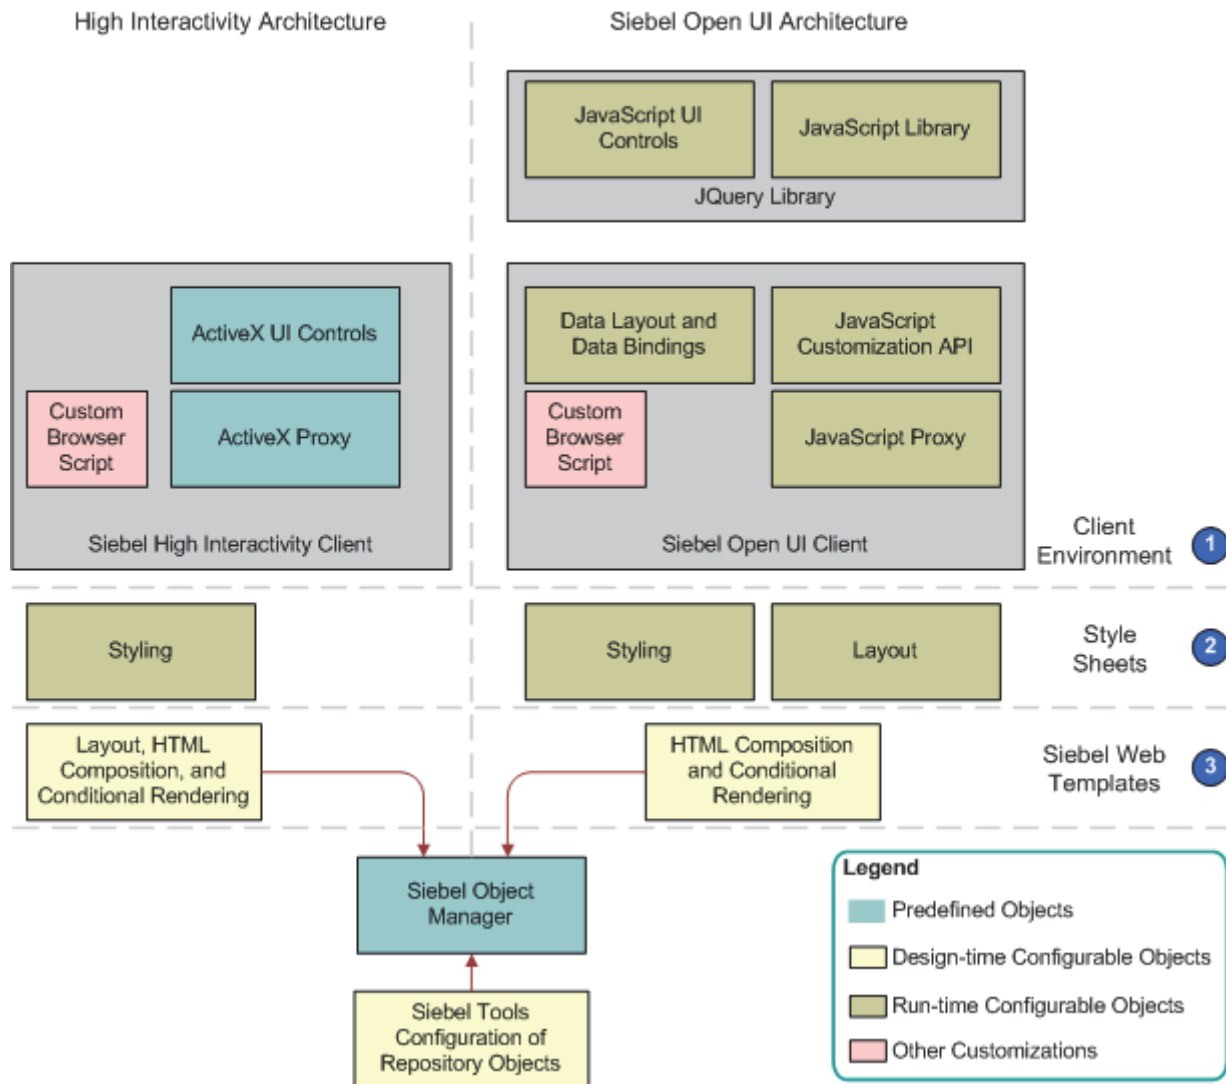 High Interactivity Architecture
Siebel Open UI Architecture
JavaScript UI
Controls
JavaScript Library
JQuery Library
ActiveX UI Controls
Custom
Browser
Script
ActiveX Proxy
Siebel High Interactivity Client
Data Layout and
Data Bindings
JavaScript
Customization API
Custom
Browser
Script
JavaScript Proxy
Siebel Open UI Client
Client
Environment
1
Styling
Styling
Layout
Style
Sheets
2
Layout, HTML
Composition, and
Conditional Rendering
HTML Composition
and Conditional
Rendering
Siebel Web
Templates
3
Siebel Object
Manager
Siebel Tools
Configuration of
Repository Objects
Legend
Predefined Objects
Design-time Configurable Objects
Run-time Configurable Objects
Other Customizations